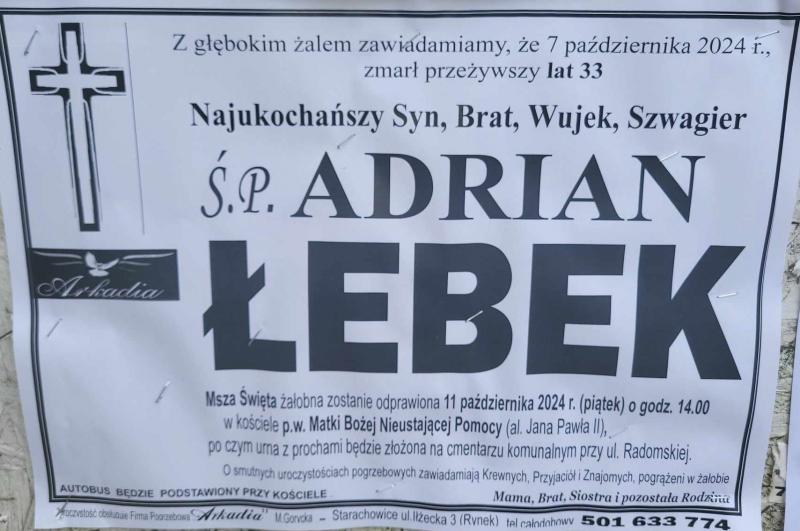 Z głębokim żalem zawiadamiamy, że 7 października 2024 r.,
zmarł przeżywszy lat 33
Najukochańszy Syn, Brat, Wujek, Szwagier
Ś.P. ADRIAN
ŁEBEK
Arkadia
Msza Święta żałobna zostanie odprawiona 11 października 2024 r. (piątek) o godz. 14.00
w kościele p.w. Matki Bożej Nieustającej Pomocy (al. Jana Pawła II),
po czym urna z prochami będzie złożona na cmentarzu komunalnym przy ul. Radomskiej.
O smutnych uroczystościach pogrzebowych zawiadamiają Krewnych, Przyjaciół i Znajomych, pogrążeni w żałobie
AUTOBUS BĘDZIE PODSTAWIONY PRZY KOŚCIELE
Mama, Brat, Siostra i pozostała Rodzina
Uroczystość obsługuje Firma Pogrzebowa "Arkadia" M.Gorycka - Starachowice ul.Iłżecka 3 (Rynek) tel.całodobowy 501 633 774